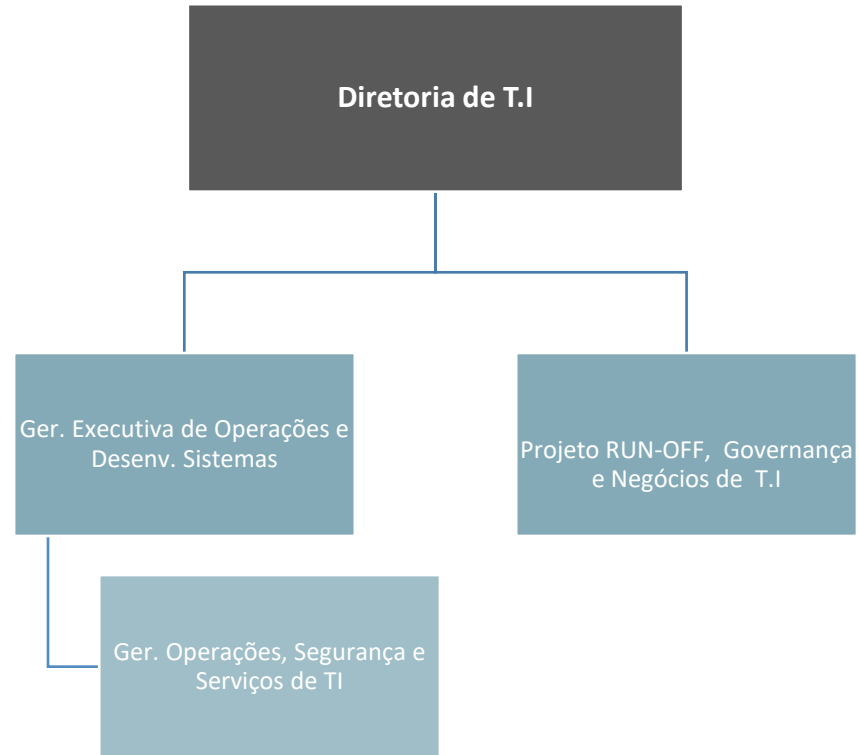 Diretoria de T.I
Ger. Executiva de Operações e
Desenv. Sistemas
Projeto RUN-OFF, Governança
e Negócios de T.I
Ger. Operações, Segurança e
Serviços de TI